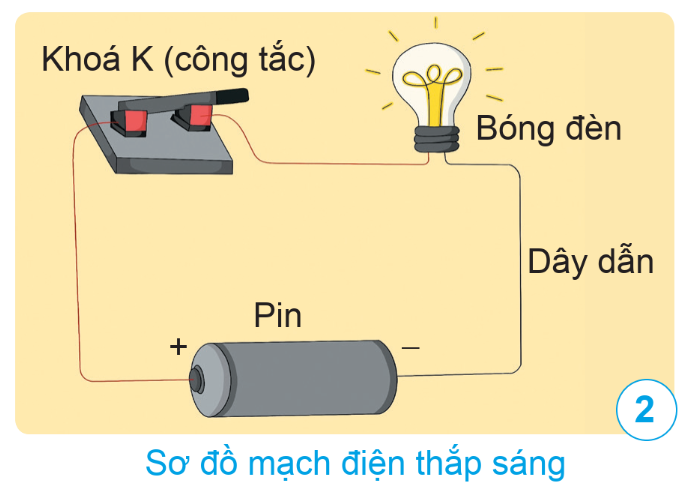 Khoá K (công tắc)
Bóng đèn
Dây dẫn
Pin
+
–
2
Sơ đồ mạch điện thắp sáng